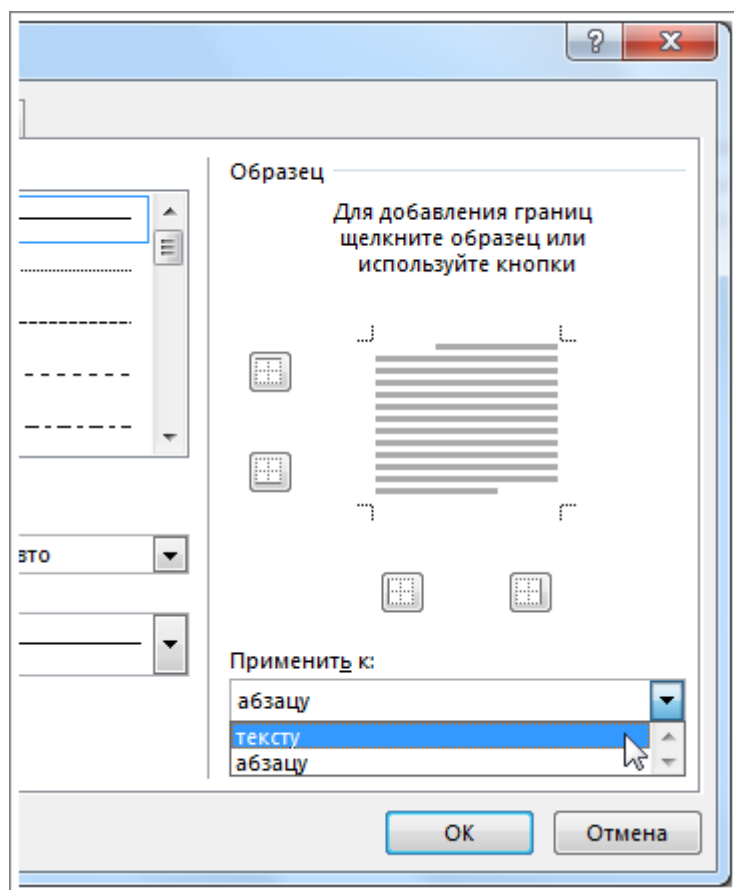 Образец
Для добавления границ
щелкните образец или
используйте кнопки
вто
Применить к:
абзацу
тексту
абзацу
ОК
Отмена